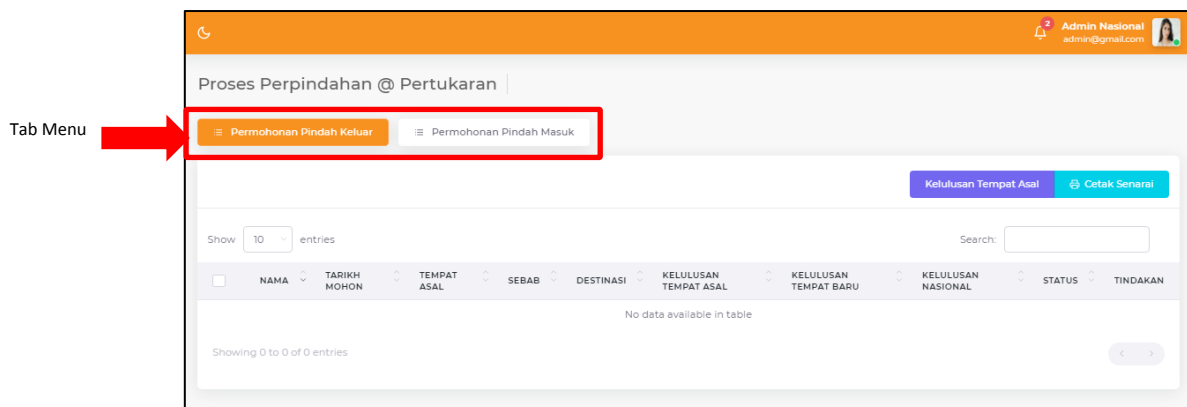 2
Admin Nasional
admin@gmail.com
Proses Perpindahan @ Pertukaran
Tab Menu
Permohonan Pindah Keluar
Permohonan Pindah Masuk
Kelulusan Tempat Asal
Cetak Senarai
Show 10 entries
Search:
NAMA
TARIKH MOHON
TEMPAT ASAL
SEBAB
DESTINASI
KELULUSAN TEMPAT ASAL
KELULUSAN TEMPAT BARU
KELULUSAN NASIONAL
STATUS
TINDAKAN
No data available in table
Showing 0 to 0 of 0 entries